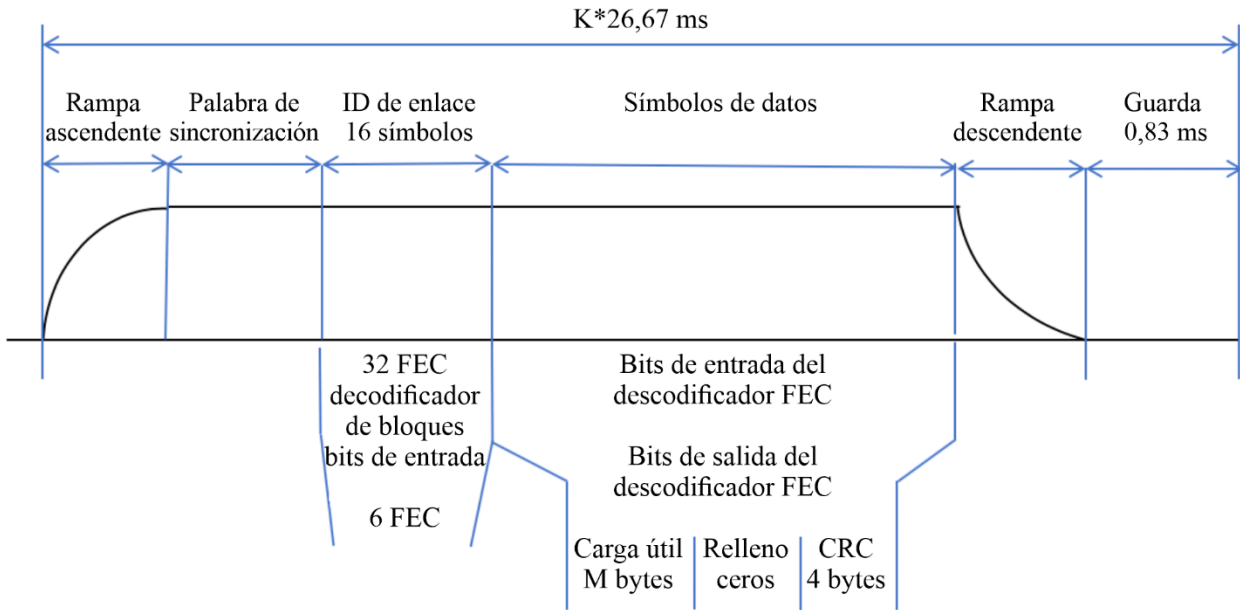 K*26,67 ms
Rampa
ascendente
Palabra de
sincronización
ID de enlace
16 símbolos
Símbolos de datos
Rampa
descendente
Guarda
0,83 ms
32 FEC
decodificador
de bloques
bits de entrada
6 FEC
Bits de entrada del
descodificador FEC
Bits de salida del
descodificador FEC
Carga útil
M bytes
Relleno
ceros
CRC
4 bytes